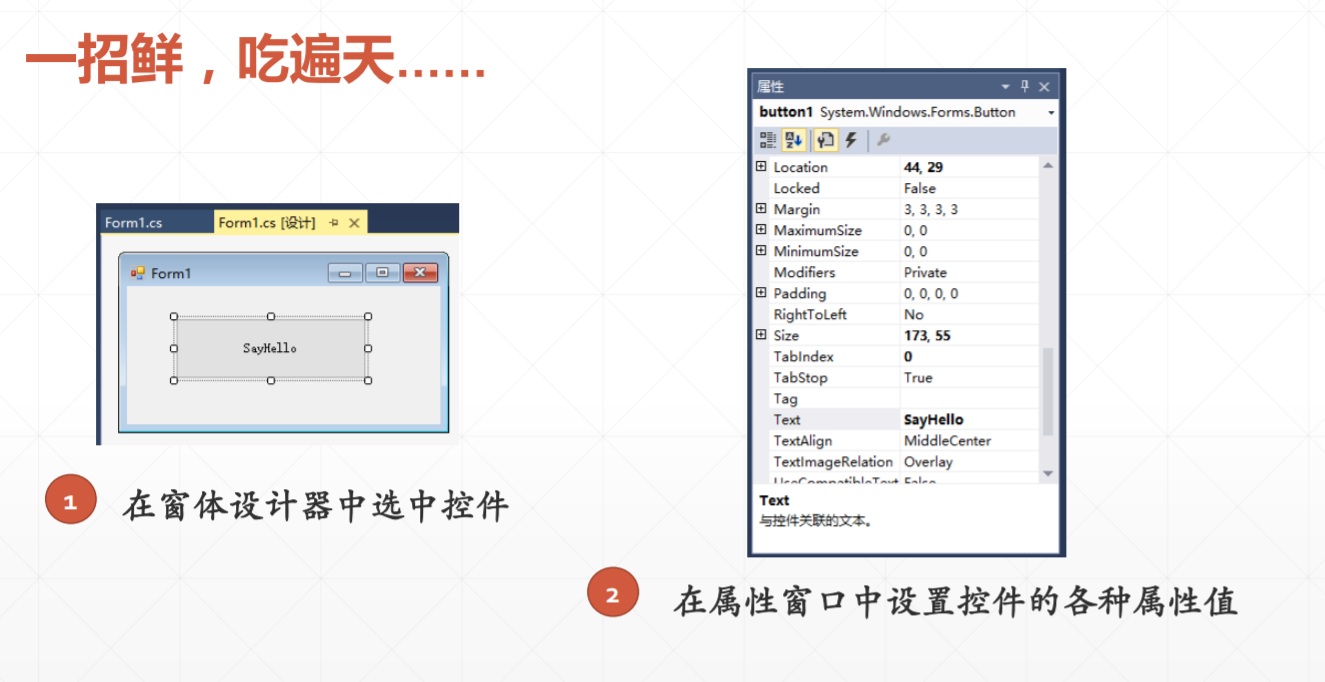 一招鲜，吃遍天……
Form1.cs
Form1.cs [设计]
Form1
SayHello
1 在窗体设计器中选中控件
属性
button1 System.Windows.Forms.Button
Location 44, 29
Locked False
Margin 3, 3, 3, 3
MaximumSize 0, 0
MinimumSize 0, 0
Modifiers Private
Padding 0, 0, 0, 0
RightToLeft No
Size 173, 55
TabIndex 0
TabStop True
Tag
Text SayHello
TextAlign MiddleCenter
TextImageRelation Overlay
UseCompatibleText False
Text
与控件关联的文本。
2 在属性窗口中设置控件的各种属性值